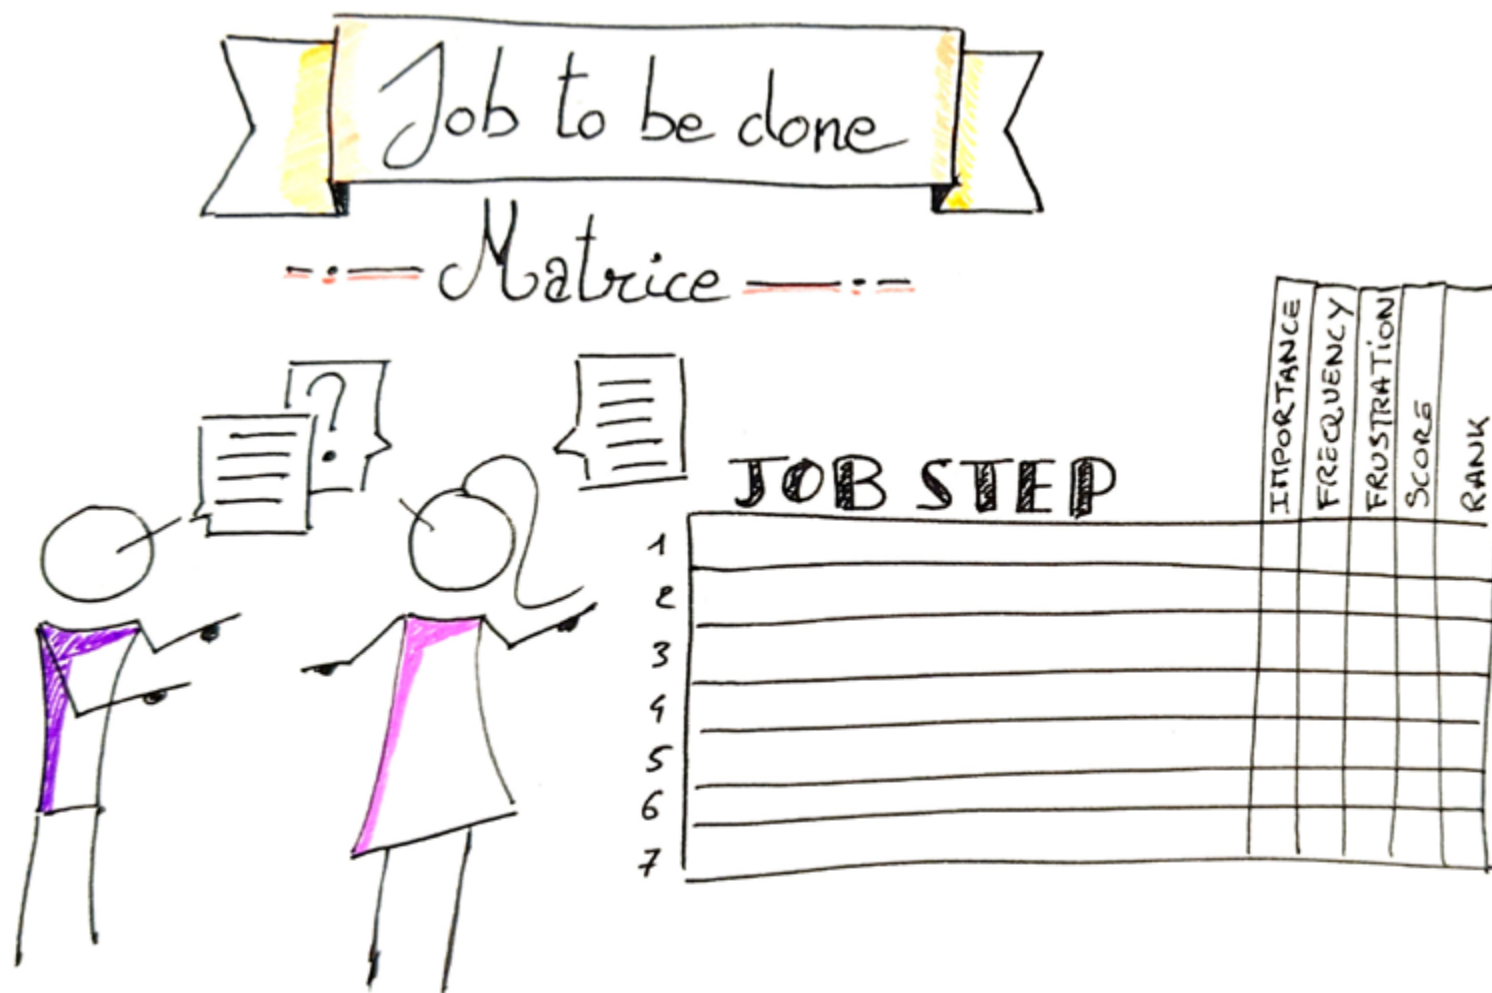 Job to be done
Matrice
?
JOB STEP
IMPORTANCE
FREQUENCY
FRUSTRATION
SCORE
RANK
1
2
3
4
5
6
7